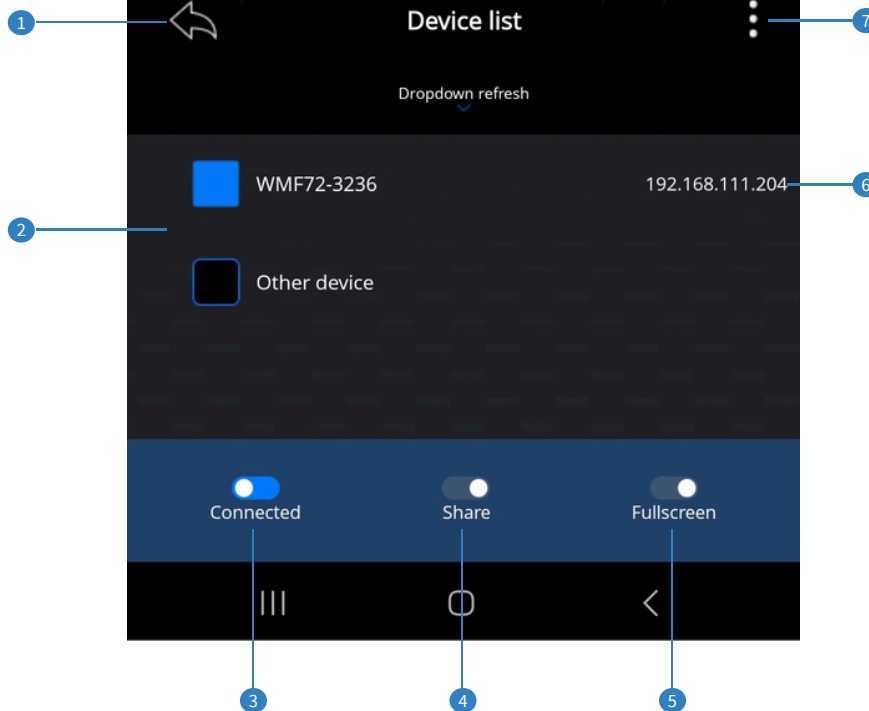 1
Device list
7
Dropdown refresh
WMF72-3236
192.168.111.204
6
2
Other device
Connected
Share
Fullscreen
3
4
5